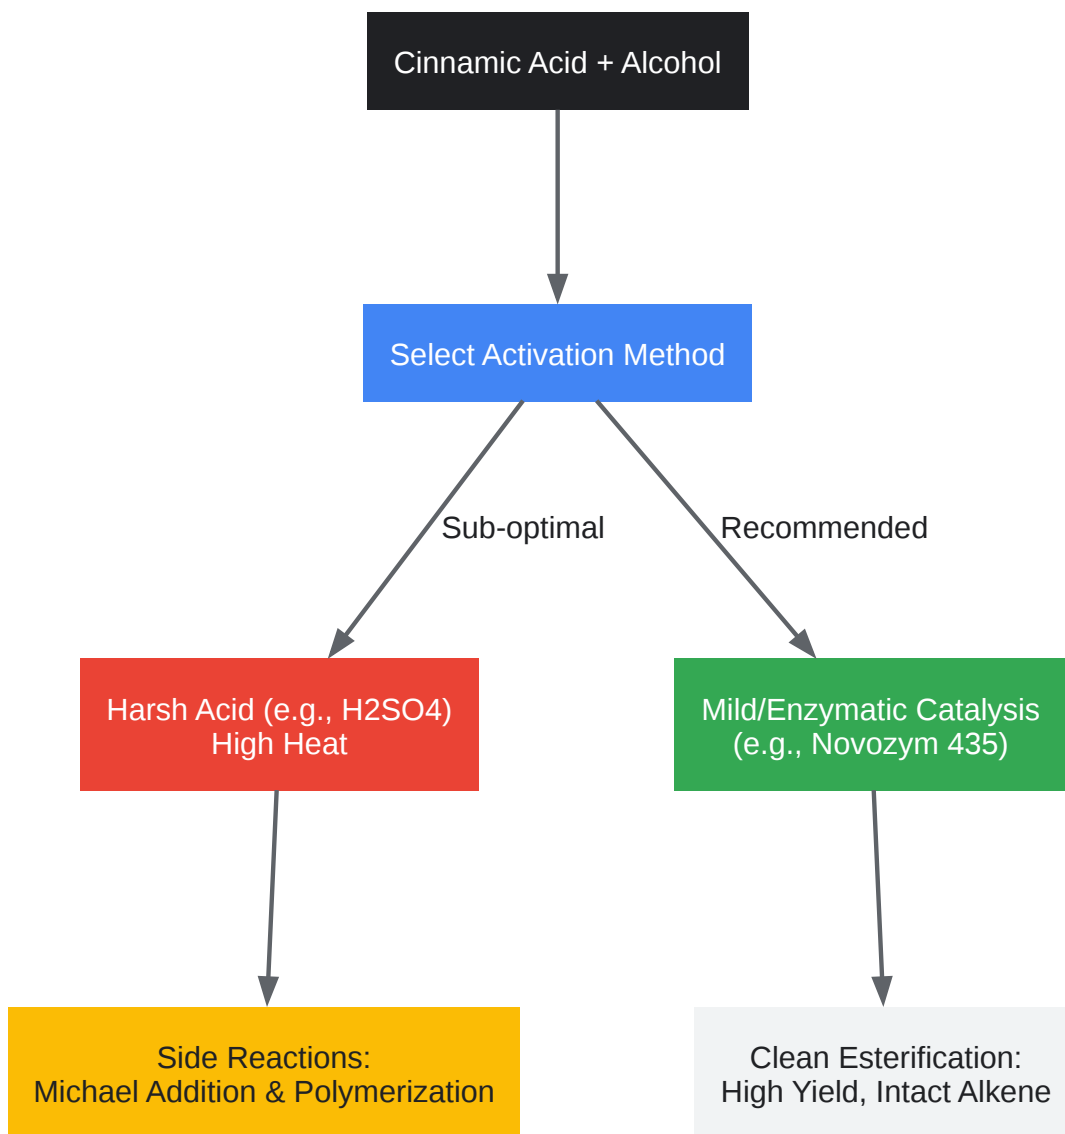 Cinnamic Acid + Alcohol
Select Activation Method
Sub-optimal
Recommended
Harsh Acid (e.g., H2SO4)
High Heat
Mild/Enzymatic Catalysis
(e.g., Novozym 435)
Side Reactions:
Michael Addition & Polymerization
Clean Esterification:
High Yield, Intact Alkene